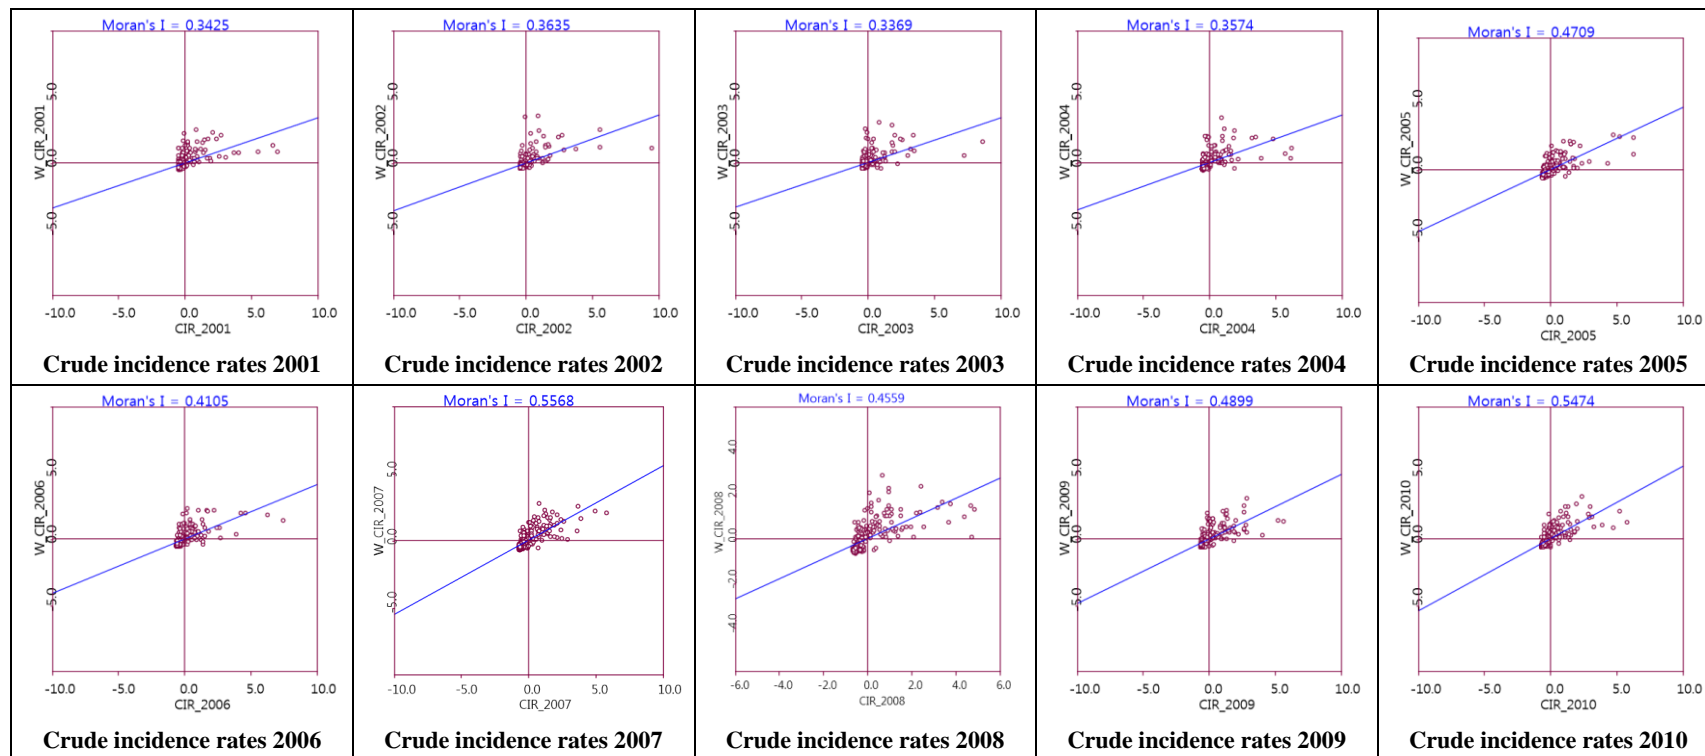 Moran's I = 0.3425
W_CIR_2001
5.0
0.0
-5.0
-10.0 -5.0 0.0 5.0 10.0
CIR_2001
Crude incidence rates 2001
Moran's I = 0.3635
W_CIR_2002
5.0
0.0
-5.0
-10.0 -5.0 0.0 5.0 10.0
CIR_2002
Crude incidence rates 2002
Moran's I = 0.3369
W_CIR_2003
5.0
0.0
-5.0
-10.0 -5.0 0.0 5.0 10.0
CIR_2003
Crude incidence rates 2003
Moran's I = 0.3574
W_CIR_2004
5.0
0.0
-5.0
-10.0 -5.0 0.0 5.0 10.0
CIR_2004
Crude incidence rates 2004
Moran's I = 0.4709
W_CIR_2005
5.0
0.0
-5.0
-10.0 -5.0 0.0 5.0 10.0
CIR_2005
Crude incidence rates 2005
Moran's I = 0.4105
W_CIR_2006
5.0
0.0
-5.0
-10.0 -5.0 0.0 5.0 10.0
CIR_2006
Crude incidence rates 2006
Moran's I = 0.5568
W_CIR_2007
5.0
0.0
-5.0
-10.0 -5.0 0.0 5.0 10.0
CIR_2007
Crude incidence rates 2007
Moran's I = 0.4559
W_CIR_2008
4.0
2.0
0.0
-2.0
-4.0
-6.0 -4.0 -2.0 0.0 2.0 4.0 6.0
CIR_2008
Crude incidence rates 2008
Moran's I = 0.4899
W_CIR_2009
5.0
0.0
-5.0
-10.0 -5.0 0.0 5.0 10.0
CIR_2009
Crude incidence rates 2009
Moran's I = 0.5474
W_CIR_2010
5.0
0.0
-5.0
-10.0 -5.0 0.0 5.0 10.0
CIR_2010
Crude incidence rates 2010